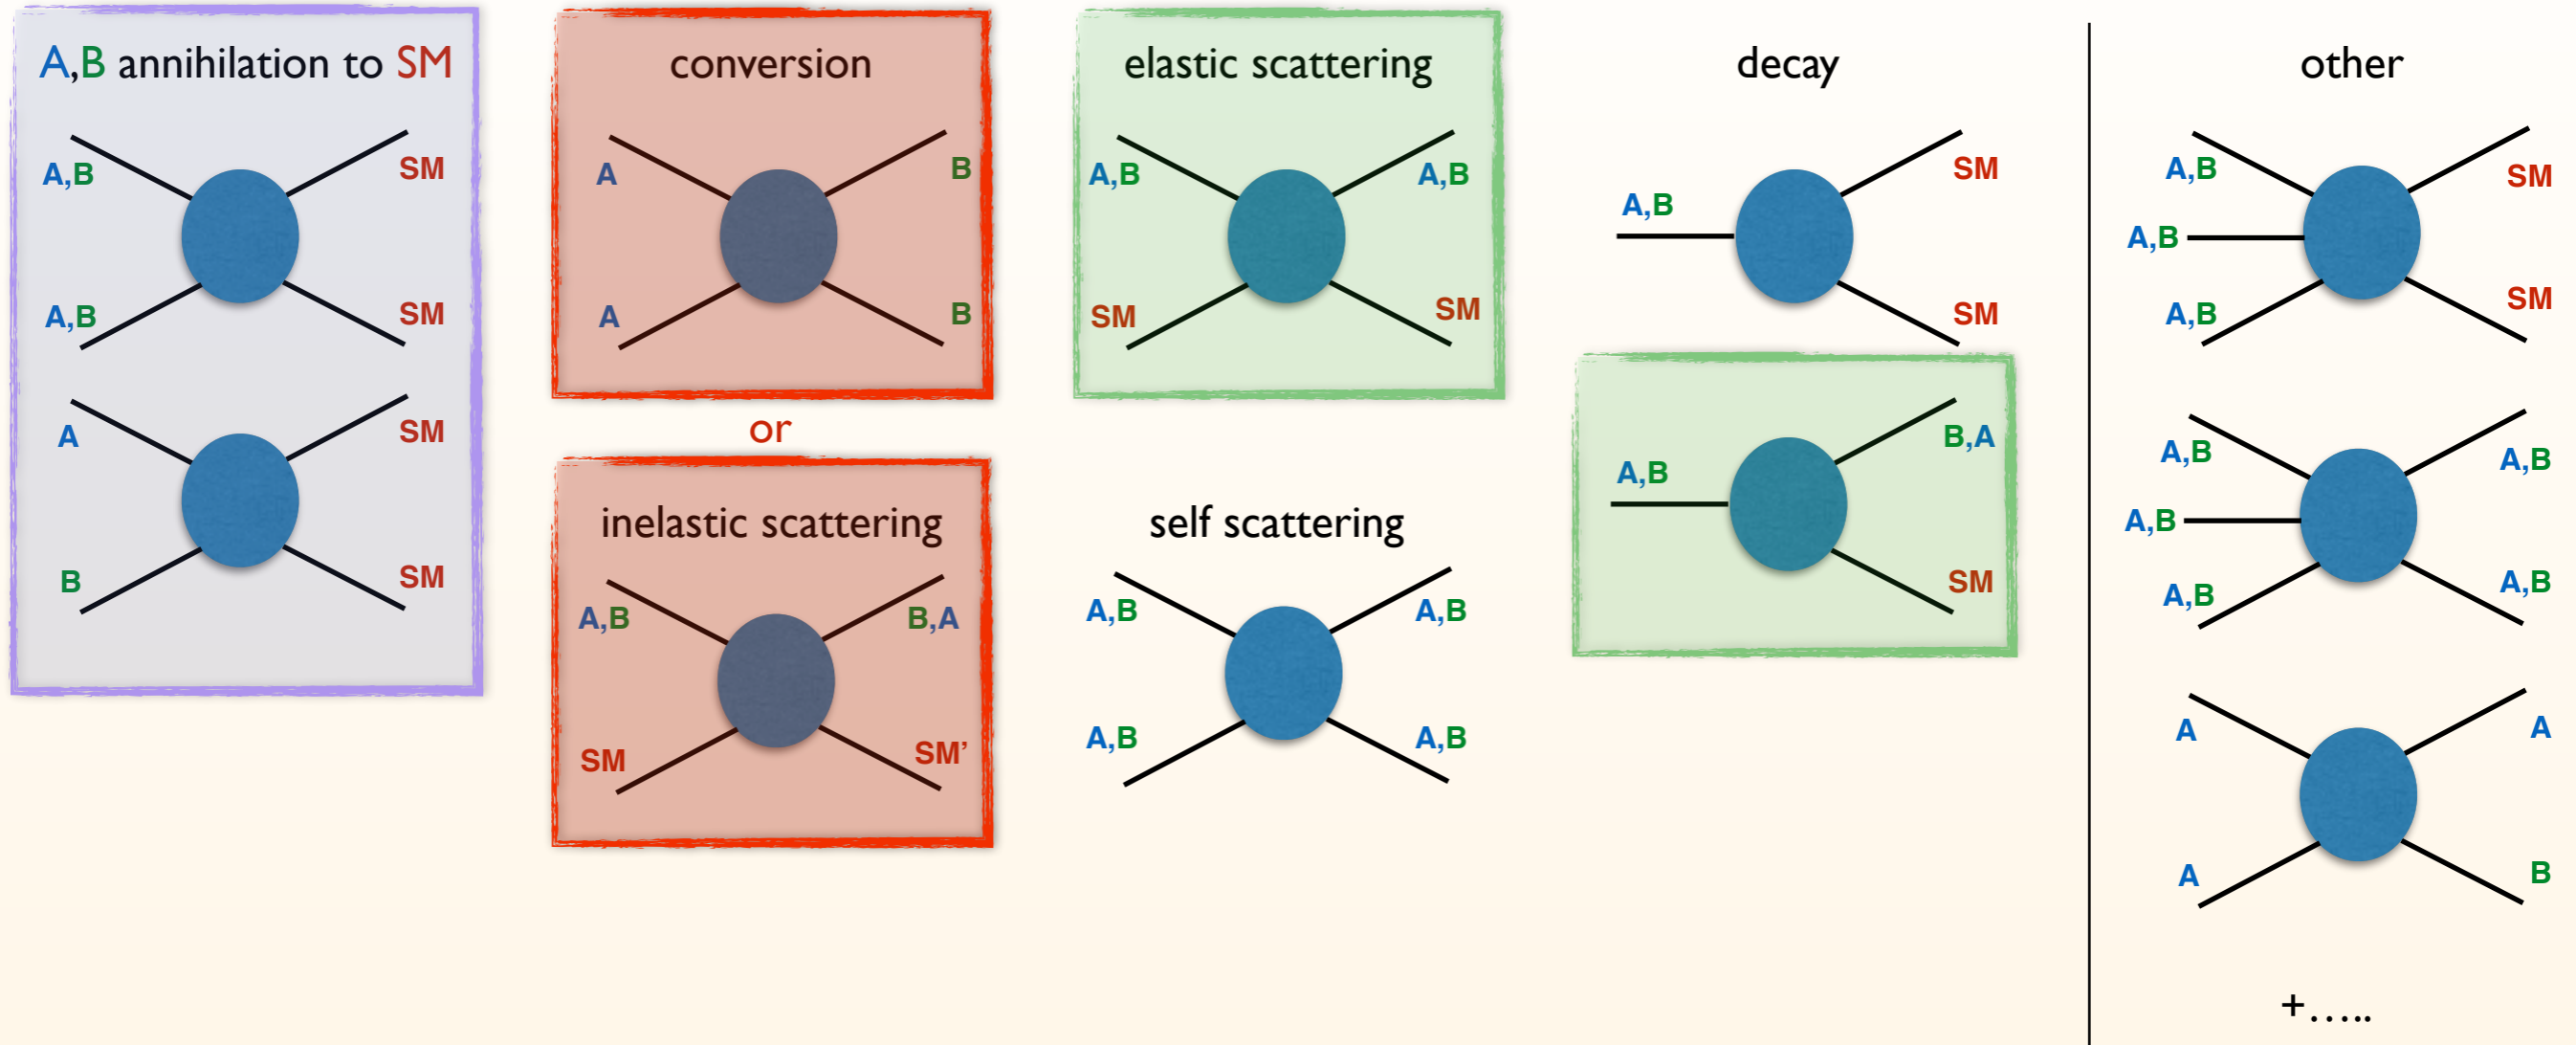 A,B annihilation to SM
A,B
SM
A,B
SM
A
SM
B
SM
conversion
A
B
A
B
or
inelastic scattering
A,B
B,A
SM
SM’
elastic scattering
A,B
A,B
SM
SM
self scattering
A,B
A,B
A,B
A,B
decay
A,B
SM
SM
A,B
B,A
SM
other
A,B
SM
A,B
A,B
SM
A,B
A,B
A,B
A,B
A,B
A
A
A
B
+.....